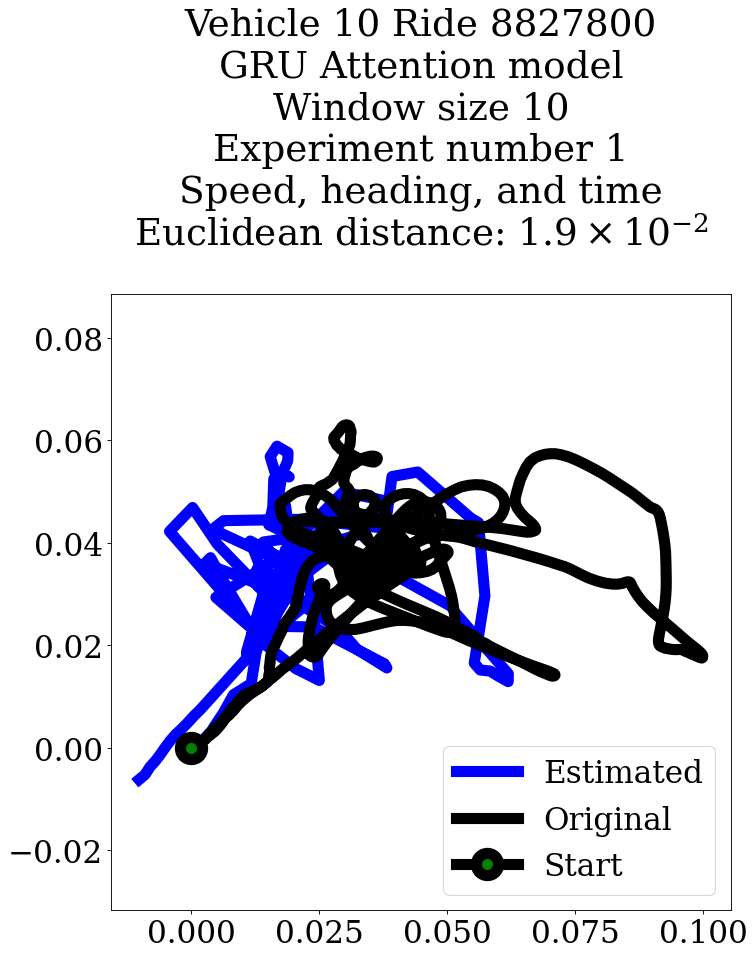 Vehicle 10 Ride 8827800
GRU Attention model
Window size 10
Experiment number 1
Speed, heading, and time
Euclidean distance: 1.9 × 10⁻²
0.08
0.06
0.04
0.02
0.00
−0.02
Estimated
Original
Start
0.000 0.025 0.050 0.075 0.100